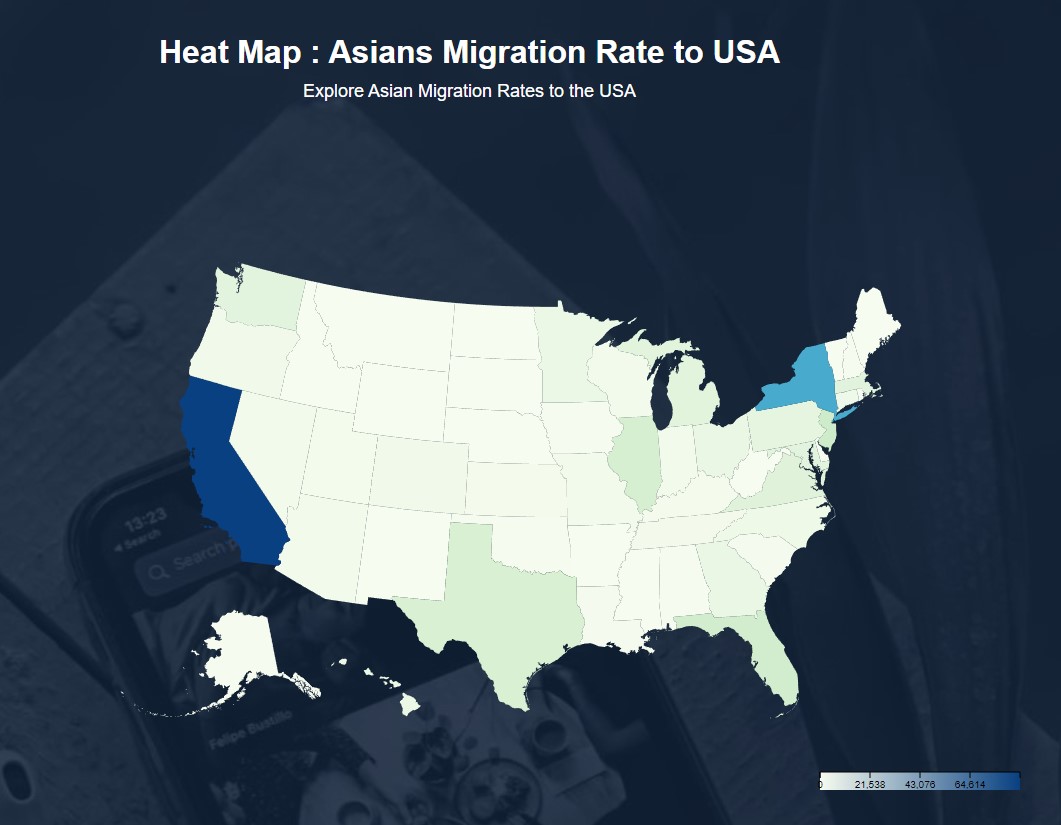 Heat Map : Asians Migration Rate to USA
Explore Asian Migration Rates to the USA
13:23
Search
Search
Felipe Bustillo
0 21,538 43,076 64,614